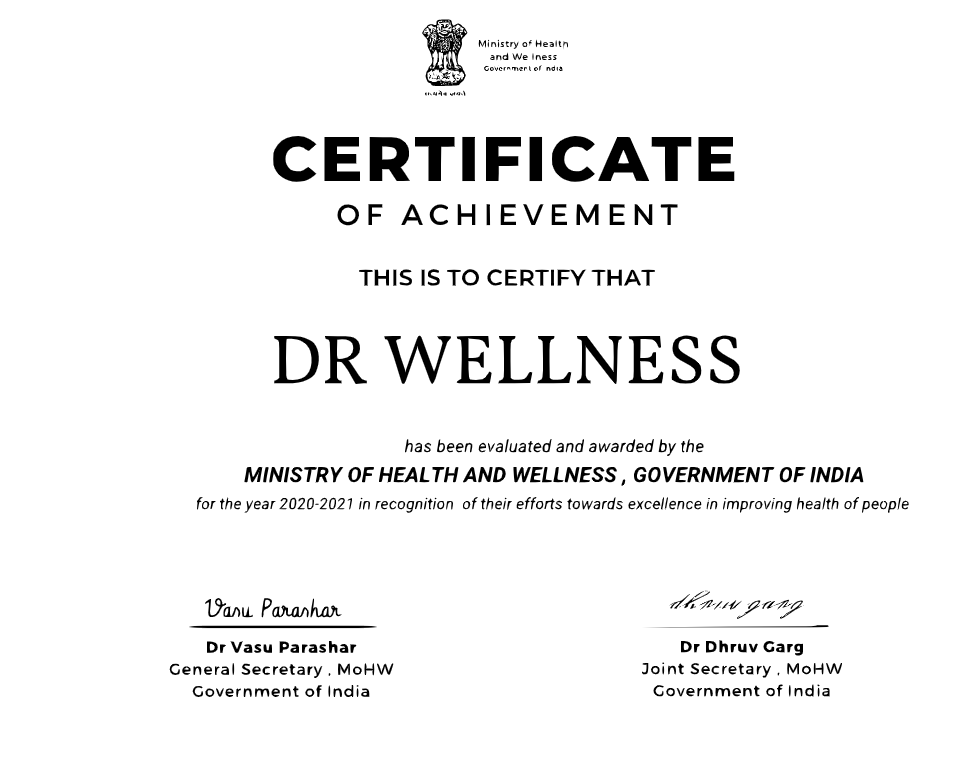 Ministry of Health
and We lness
Government of India
CERTIFICATE
OF ACHIEVEMENT
THIS IS TO CERTIFY THAT
DR WELLNESS
has been evaluated and awarded by the
MINISTRY OF HEALTH AND WELLNESS , GOVERNMENT OF INDIA
for the year 2020-2021 in recognition of their efforts towards excellence in improving health of people
Vasu Parashar
dhruv garg
Dr Vasu Parashar
Dr Dhruv Garg
General Secretary , MoHW
Joint Secretary , MoHW
Government of India
Government of India